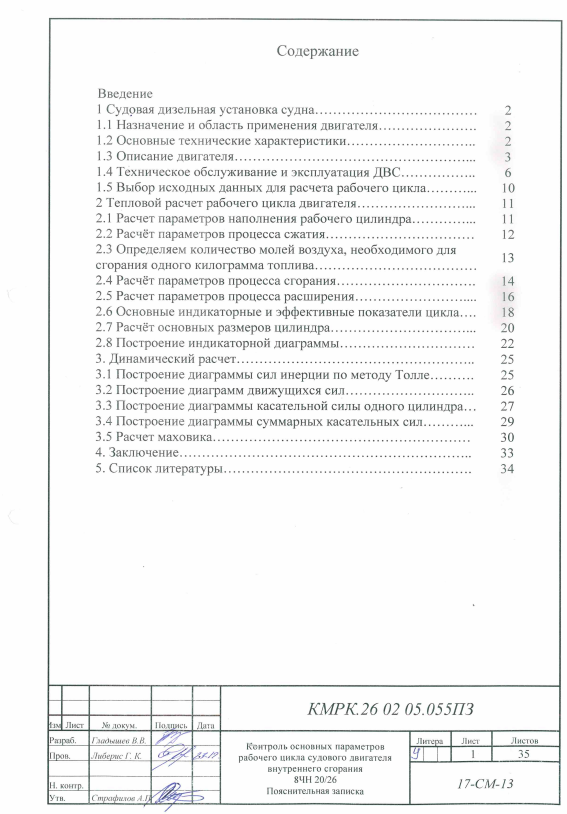 Содержание
Введение
1 Судовая дизельная установка судна……………………………… 2
1.1 Назначение и область применения двигателя…………………. 2
1.2 Основные технические характеристики…………………….. 2
1.3 Описание двигателя……………………………………………... 3
1.4 Техническое обслуживание и эксплуатация ДВС…………….. 6
1.5 Выбор исходных данных для расчета рабочего цикла………... 10
2 Тепловой расчет рабочего цикла двигателя……………………... 11
2.1 Расчет параметров наполнения рабочего цилиндра…………... 11
2.2 Расчёт параметров процесса сжатия…………………………… 12
2.3 Определяем количество молей воздуха, необходимого для
сгорания одного килограмма топлива……………………………… 13
2.4 Расчёт параметров процесса сгорания…………………………. 14
2.5 Расчет параметров процесса расширения……………………..... 16
2.6 Основные индикаторные и эффективные показатели цикла…. 18
2.7 Расчёт основных размеров цилиндра…………………………... 20
2.8 Построение индикаторной диаграммы………………………… 22
3. Динамический расчет…………………………………………….. 25
3.1 Построение диаграммы сил инерции по методу Толле………. 25
3.2 Построение диаграмм движущихся сил……………………….. 26
3.3 Построение диаграммы касательной силы одного цилиндра… 27
3.4 Построение диаграммы суммарных касательных сил………... 29
3.5 Расчет маховика………………………………………………… 30
4. Заключение……………………………………………………….. 33
5. Список литературы………………………………………………. 34
КМРК.26 02 05.055ПЗ
Изм Лист № докум. Подпись Дата
Разраб. Гладышев В.В.
Пров. Либерис Г. К.
Н. контр.
Утв. Страфилов А.П.
Контроль основных параметров
рабочего цикла судового двигателя
внутреннего сгорания
8ЧН 20/26
Пояснительная записка
Литера Лист Листов
У 1 35
17-СМ-13